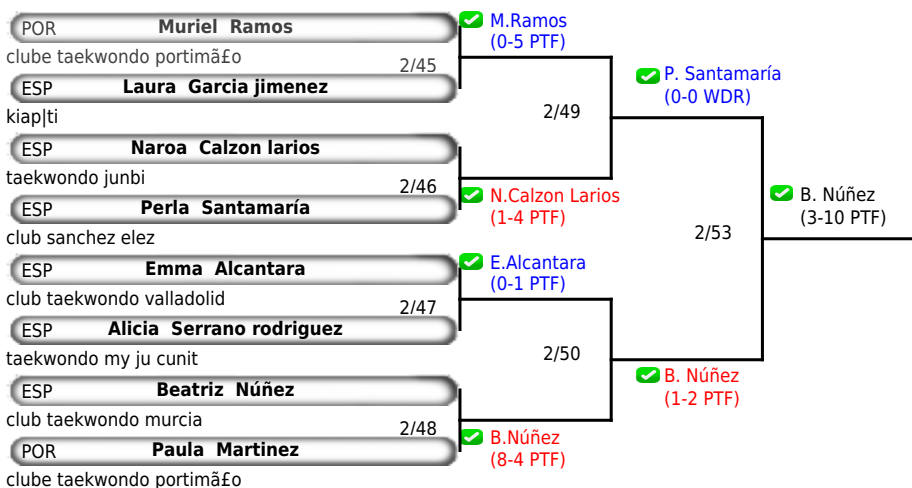 POR Muriel Ramos
clube taekwondo portimã£o
2/45
ESP Laura Garcia jimenez
kiap|ti
ESP Naroa Calzon larios
taekwondo junbi
2/46
ESP Perla Santamaría
club sanchez elez
ESP Emma Alcantara
club taekwondo valladolid
2/47
ESP Alicia Serrano rodriguez
taekwondo my ju cunit
ESP Beatriz Núñez
club taekwondo murcia
2/48
POR Paula Martinez
clube taekwondo portimã£o
M.Ramos
(0-5 PTF)
2/49
N.Calzon Larios
(1-4 PTF)
E.Alcantara
(0-1 PTF)
2/50
B.Núñez
(8-4 PTF)
P. Santamaría
(0-0 WDR)
2/53
B. Núñez
(1-2 PTF)
B. Núñez
(3-10 PTF)